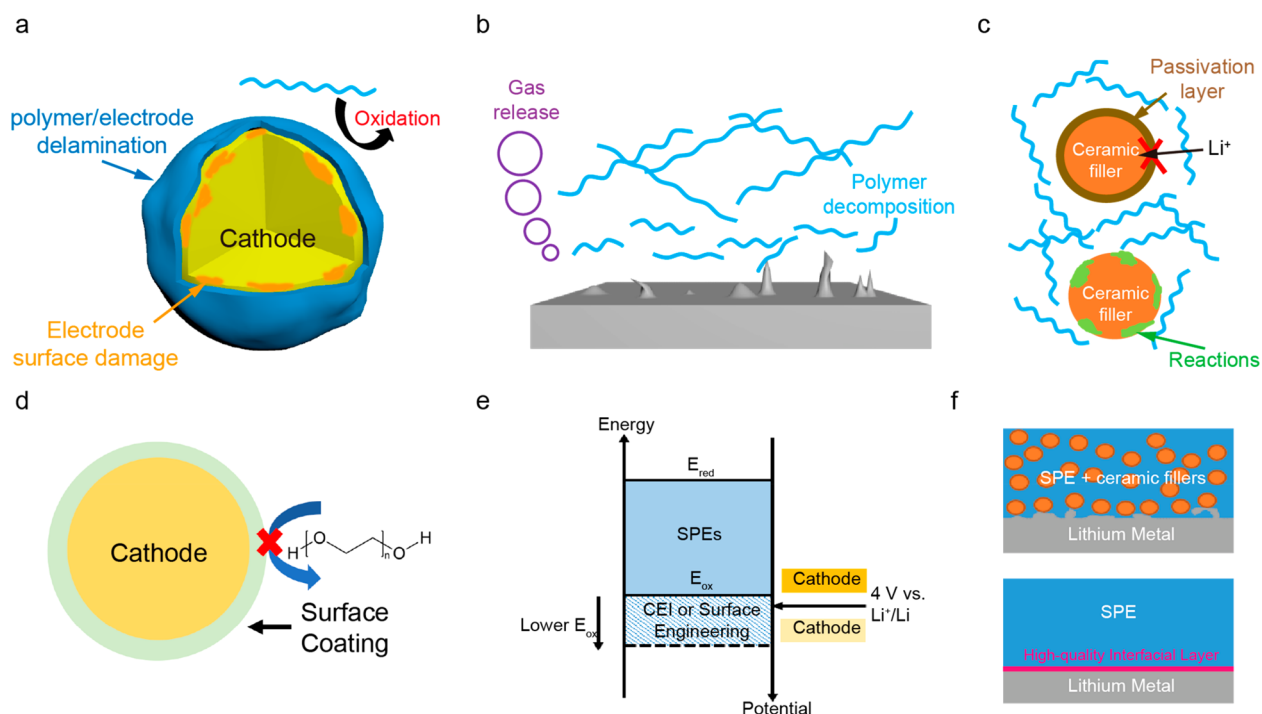 a
polymer/electrode
delamination
Oxidation
Cathode
Electrode
surface damage
b
Gas
release
Polymer
decomposition
c
Passivation
layer
Ceramic
filler
Li⁺
Ceramic
filler
Reactions
d
Cathode
H
O
n
O
H
Surface
Coating
e
Energy
E_red
SPEs
E_ox
CEI or Surface
Engineering
Lower E_ox
Cathode
4 V vs.
Li⁺/Li
Cathode
Potential
f
SPE + ceramic fillers
Lithium Metal
SPE
High-quality Interfacial Layer
Lithium Metal